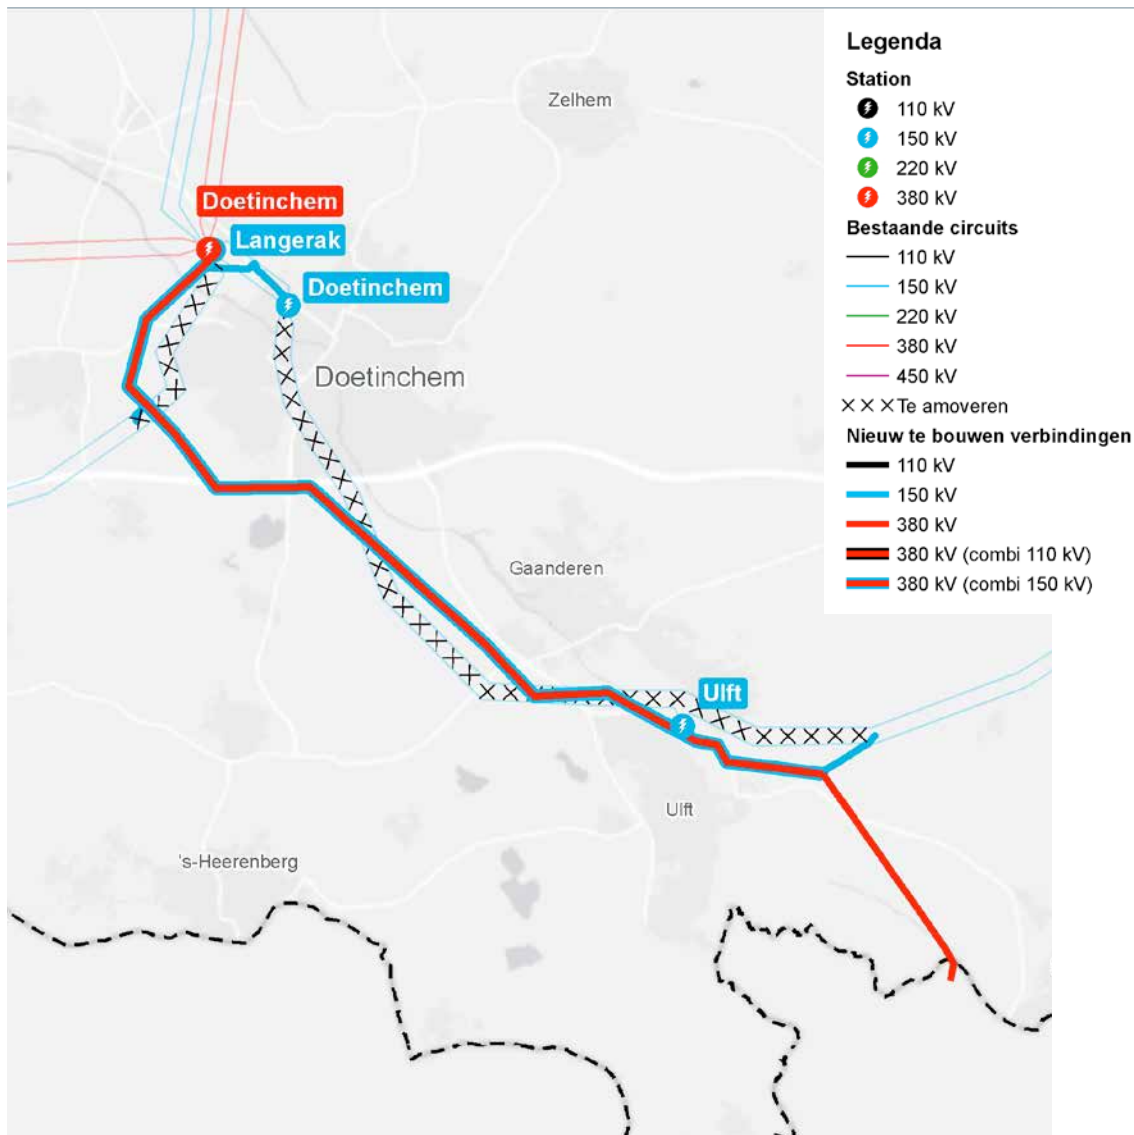 Legenda
Station
110 kV
150 kV
220 kV
380 kV
Bestaande circuits
110 kV
150 kV
220 kV
380 kV
450 kV
Te amoveren
Nieuw te bouwen verbindingen
110 kV
150 kV
380 kV
380 kV (combi 110 kV)
380 kV (combi 150 kV)
Zelhem
Doetinchem
Langerak
Doetinchem
Doetinchem
Gaanderen
Ulft
Ulft
's-Heerenberg